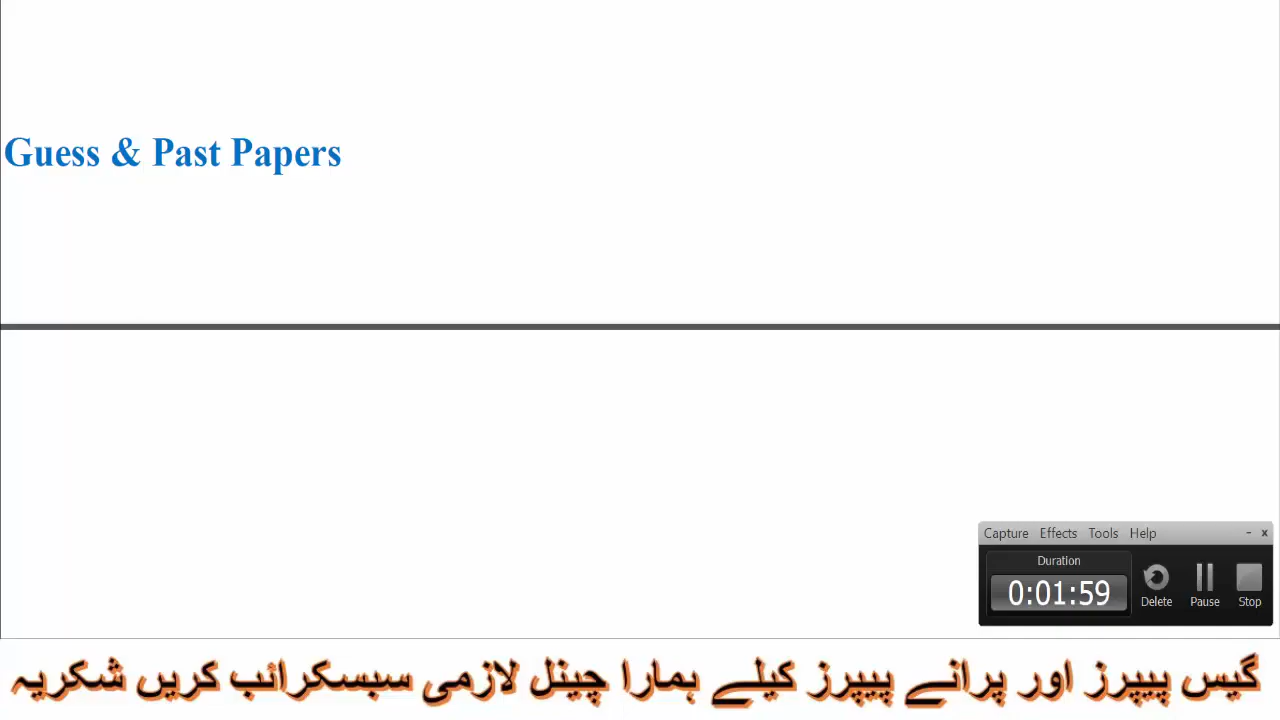 Guess & Past Papers
Capture Effects Tools Help - x
Duration
0:01:59
Delete Pause Stop
گیس پیپرز اور پرانے پیپرز کیلے ہمارا چینل لازمی سبسکرائب کریں شکریہ